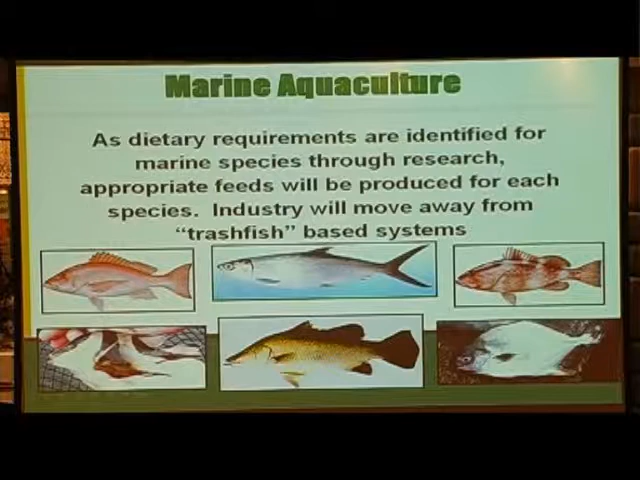 Marine Aquaculture
As dietary requirements are identified for
marine species through research,
appropriate feeds will be produced for each
species. Industry will move away from
"trashfish" based systems